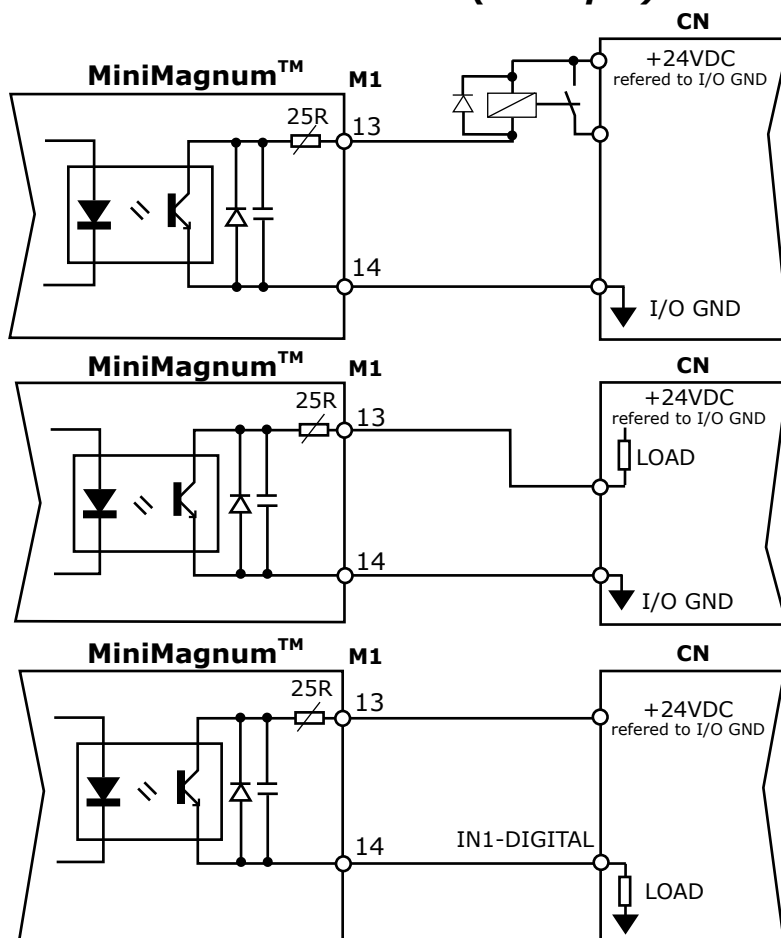 CN
MiniMagnum™ M1
+24VDC
refered to I/O GND
25R
13
14
I/O GND
MiniMagnum™ M1
CN
+24VDC
refered to I/O GND
25R
13
LOAD
14
I/O GND
MiniMagnum™ M1
CN
25R
13
+24VDC
refered to I/O GND
14
IN1-DIGITAL
LOAD